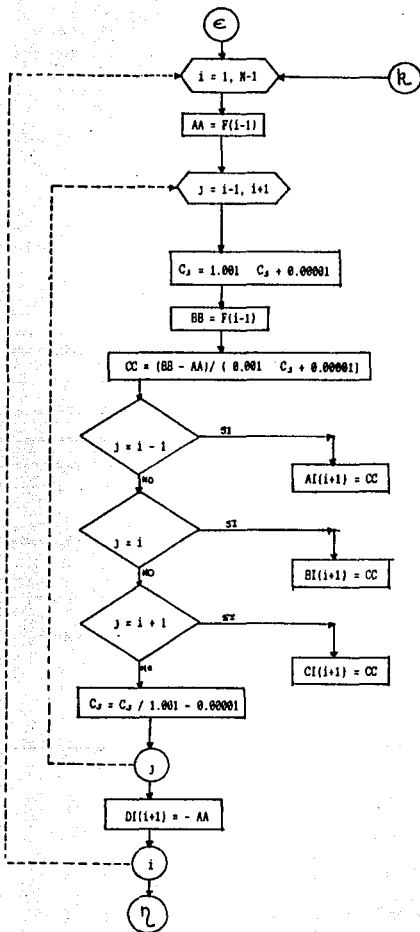 ε
i = 1, N-1
k
AA = F(i-1)
j = i-1, i+1
CJ = 1.001 CJ + 0.00001
BB = F(i-1)
CC = (BB - AA)/ ( 0.001 CJ + 0.00001)
j = i - 1
SI
AI(i+1) = CC
NO
j = i
SI
BI(i+1) = CC
NO
j = i + 1
SI
CI(i+1) = CC
NO
CJ = CJ / 1.001 - 0.00001
J
DI(i+1) = - AA
i
η